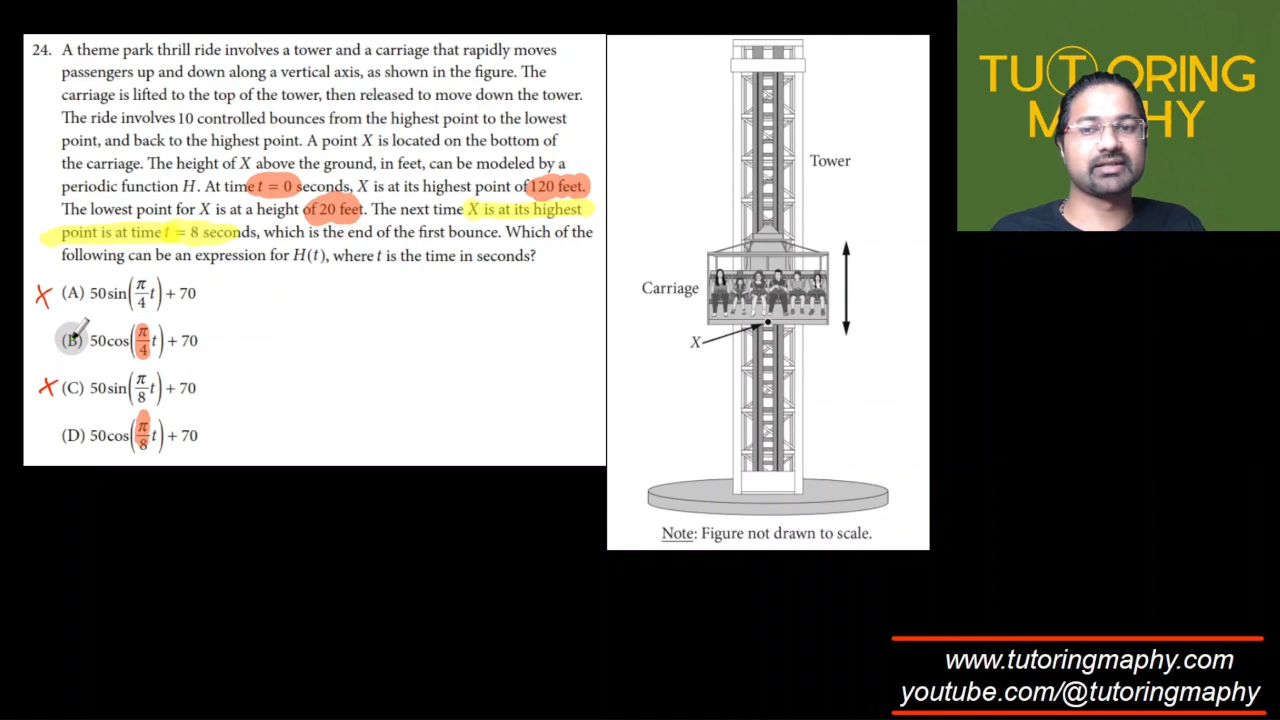 24. A theme park thrill ride involves a tower and a carriage that rapidly moves
passengers up and down along a vertical axis, as shown in the figure. The
carriage is lifted to the top of the tower, then released to move down the tower.
The ride involves 10 controlled bounces from the highest point to the lowest
point, and back to the highest point. A point X is located on the bottom of
the carriage. The height of X above the ground, in feet, can be modeled by a
periodic function H. At time t = 0 seconds, X is at its highest point of 120 feet.
The lowest point for X is at a height of 20 feet. The next time X is at its highest
point is at time t = 8 seconds, which is the end of the first bounce. Which of the
following can be an expression for H(t), where t is the time in seconds?
(A) 50sin(π/4 t) + 70
(B) 50cos(π/4 t) + 70
(C) 50sin(π/8 t) + 70
(D) 50cos(π/8 t) + 70
Tower
Carriage
X
Note: Figure not drawn to scale.
TUTORING
MATHY
www.tutoringmaphy.com
youtube.com/@tutoringmaphy